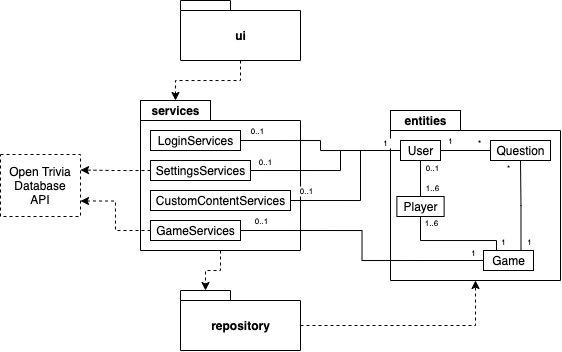 ui
services
entities
LoginServices
0..1
1
User
1
*
Question
SettingsServices
0..1
0..1
*
Open Trivia
Database
API
CustomContentServices
0..1
1..6
Player
GameServices
0..1
1..6
1
1
1
Game
repository